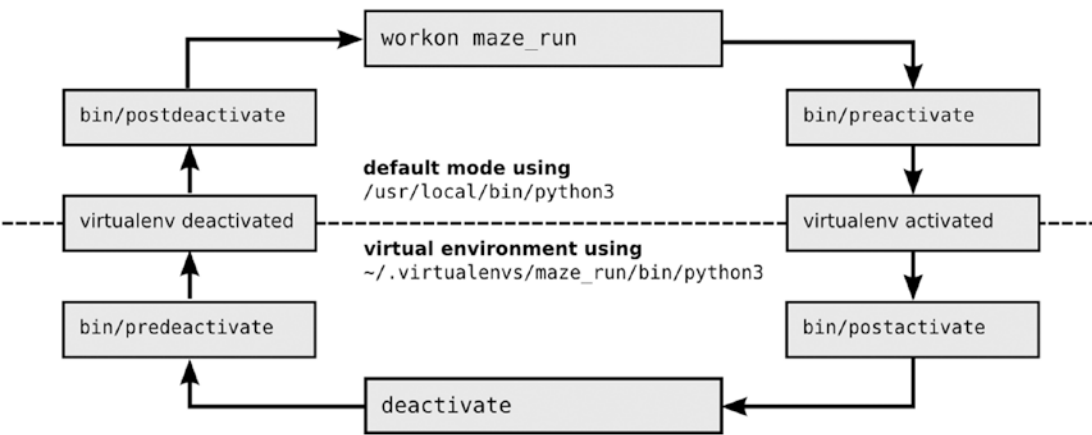 workon maze_run
bin/postdeactivate
bin/preactivate
default mode using
/usr/local/bin/python3
virtualenv deactivated
virtualenv activated
virtual environment using
~/.virtualenvs/maze_run/bin/python3
bin/predeactivate
bin/postactivate
deactivate